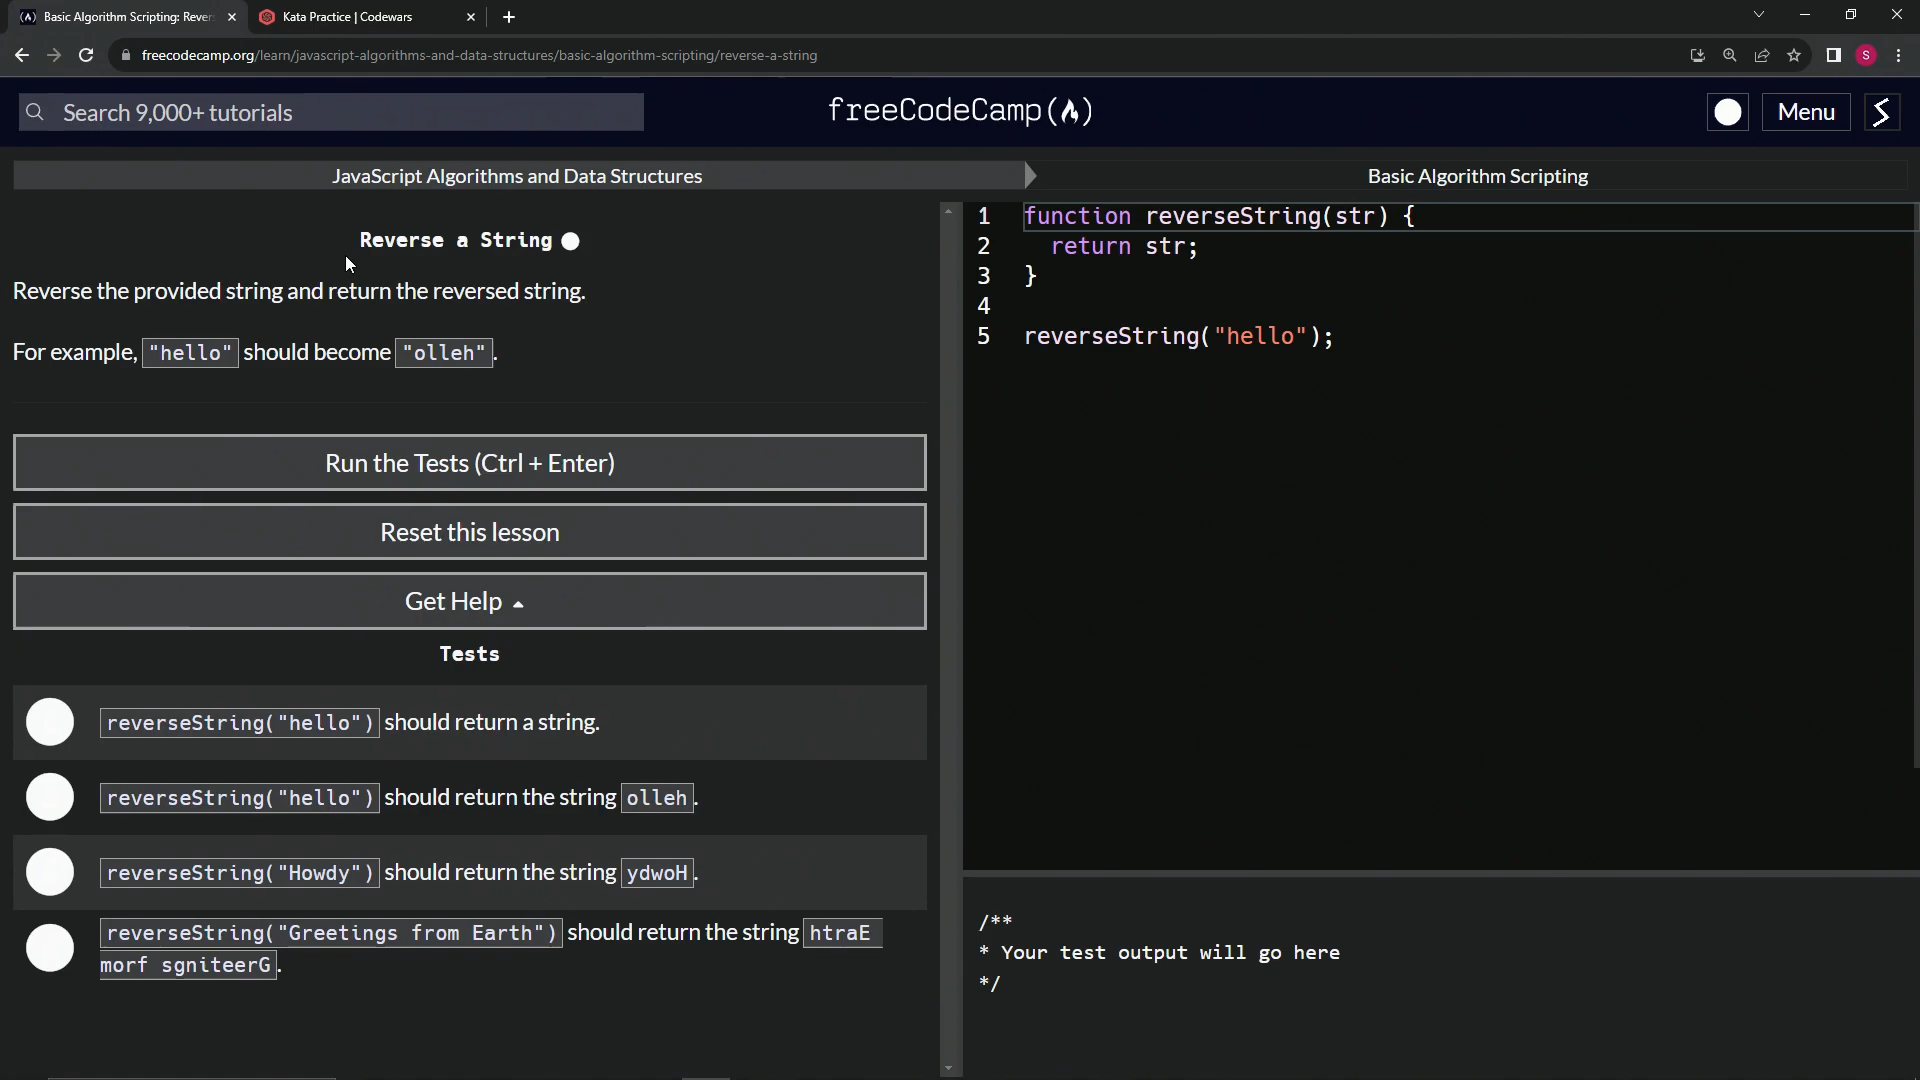 Basic Algorithm Scripting: Rever
Kata Practice | Codewars
freecodecamp.org/learn/javascript-algorithms-and-data-structures/basic-algorithm-scripting/reverse-a-string
S
Search 9,000+ tutorials
freeCodeCamp
Menu
JavaScript Algorithms and Data Structures
Basic Algorithm Scripting
Reverse a String
Reverse the provided string and return the reversed string.
For example, "hello" should become "olleh".
Run the Tests (Ctrl + Enter)
Reset this lesson
Get Help
Tests
reverseString("hello") should return a string.
reverseString("hello") should return the string olleh.
reverseString("Howdy") should return the string ydwoH.
reverseString("Greetings from Earth") should return the string htraE
morf sgniteerG.
1 function reverseString(str) {
2 return str;
3 }
4
5 reverseString("hello");
/**
* Your test output will go here
*/